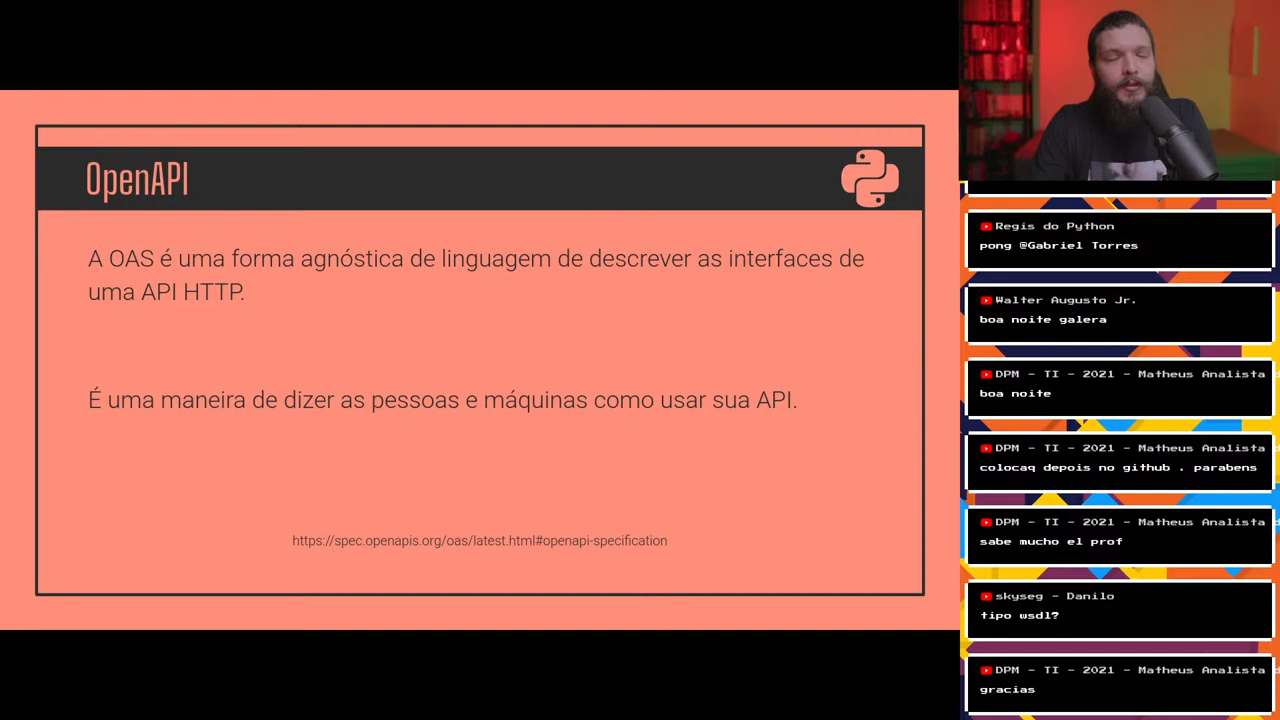 OpenAPI
A OAS é uma forma agnóstica de linguagem de descrever as interfaces de
uma API HTTP.
É uma maneira de dizer as pessoas e máquinas como usar sua API.
https://spec.openapis.org/oas/latest.html#openapi-specification
Regis do Python
pong @Gabriel Torres
Walter Augusto Jr.
boa noite galera
DPM - TI - 2021 - Matheus Analista d
boa noite
DPM - TI - 2021 - Matheus Analista d
colocaq depois no github . parabens
DPM - TI - 2021 - Matheus Analista d
sabe mucho el prof
skyseg - Danilo
tipo wsdl?
DPM - TI - 2021 - Matheus Analista d
gracias